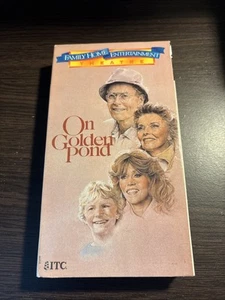 FAMILY HOME ENTERTAINMENT
THEATRE
On
Golden
Pond
ITC